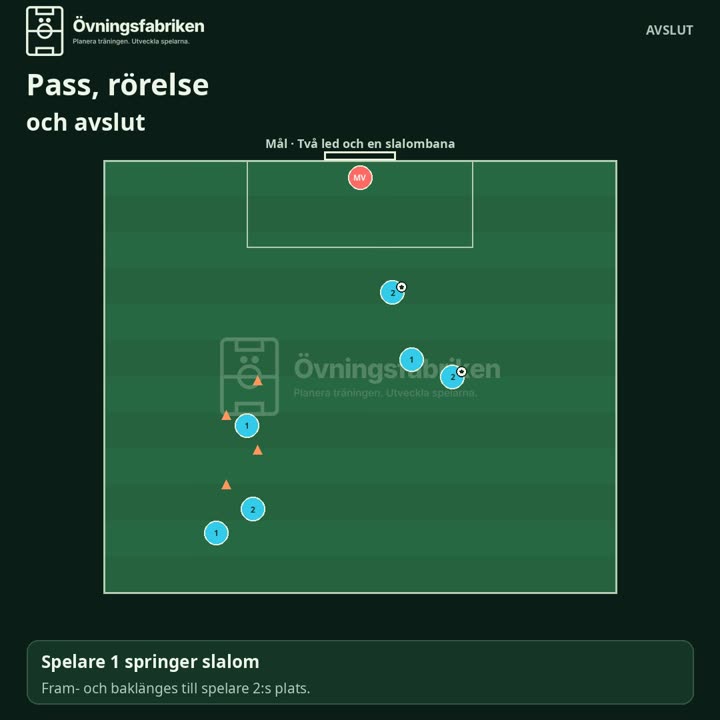 Övningsfabriken
Planera träningen. Utveckla spelarna.
AVSLUT
Pass, rörelse
och avslut
Mål · Två led och en slalombana
MV
2
1
2
Övningsfabriken
Planera träningen. Utveckla spelarna.
1
2
1
Spelare 1 springer slalom
Fram- och baklänges till spelare 2:s plats.